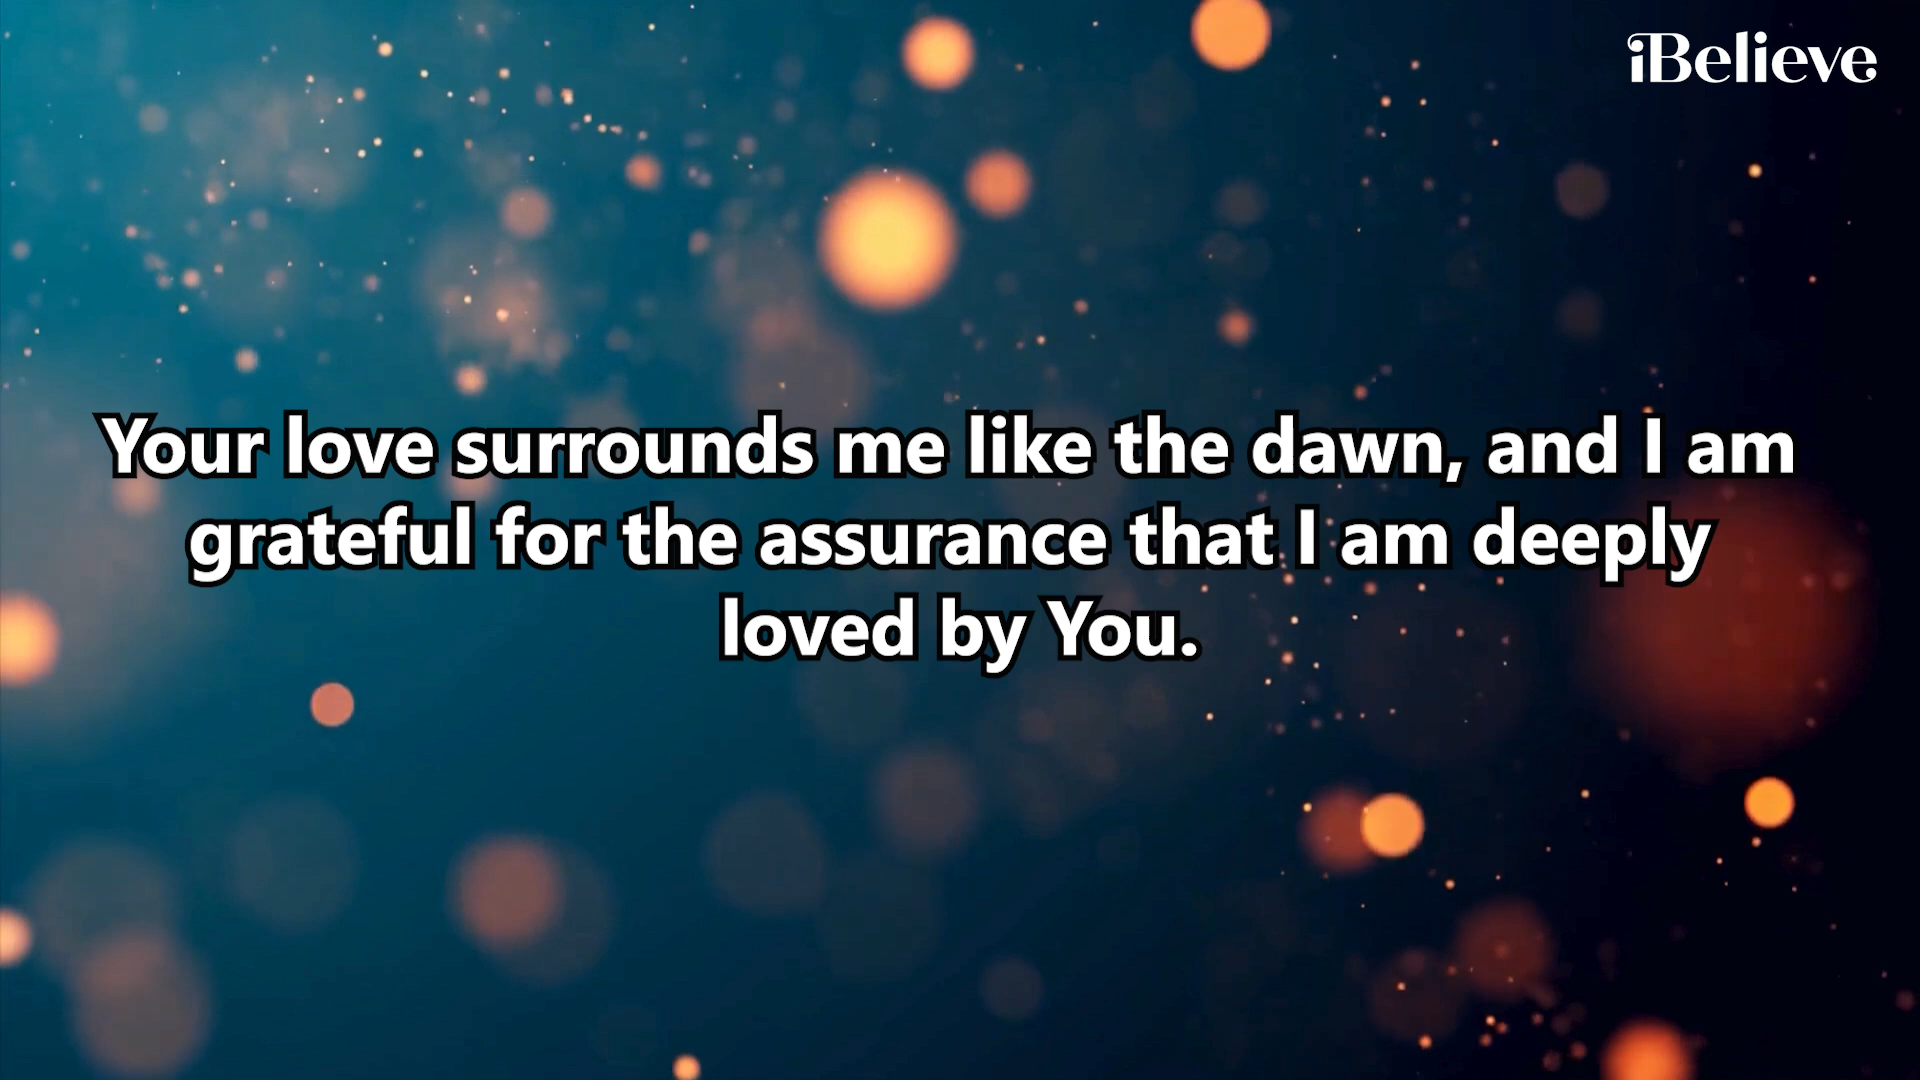 iBelieve
Your love surrounds me like the dawn, and I am
grateful for the assurance that I am deeply
loved by You.